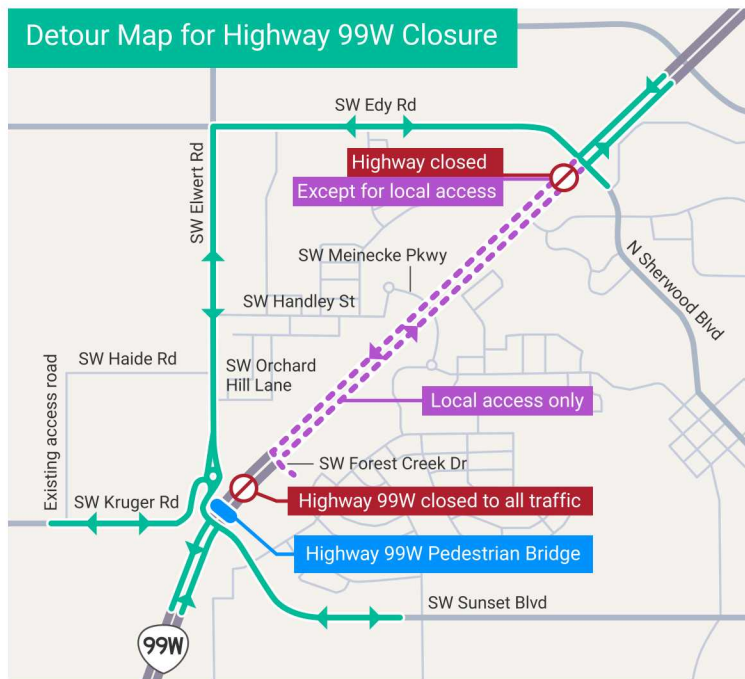 Detour Map for Highway 99W Closure
SW Edy Rd
Highway closed
Except for local access
SW Elwert Rd
SW Meinecke Pkwy
N Sherwood Blvd
SW Handley St
SW Haide Rd
SW Orchard
Hill Lane
Local access only
Existing access road
SW Forest Creek Dr
SW Kruger Rd
Highway 99W closed to all traffic
Highway 99W Pedestrian Bridge
SW Sunset Blvd
99W